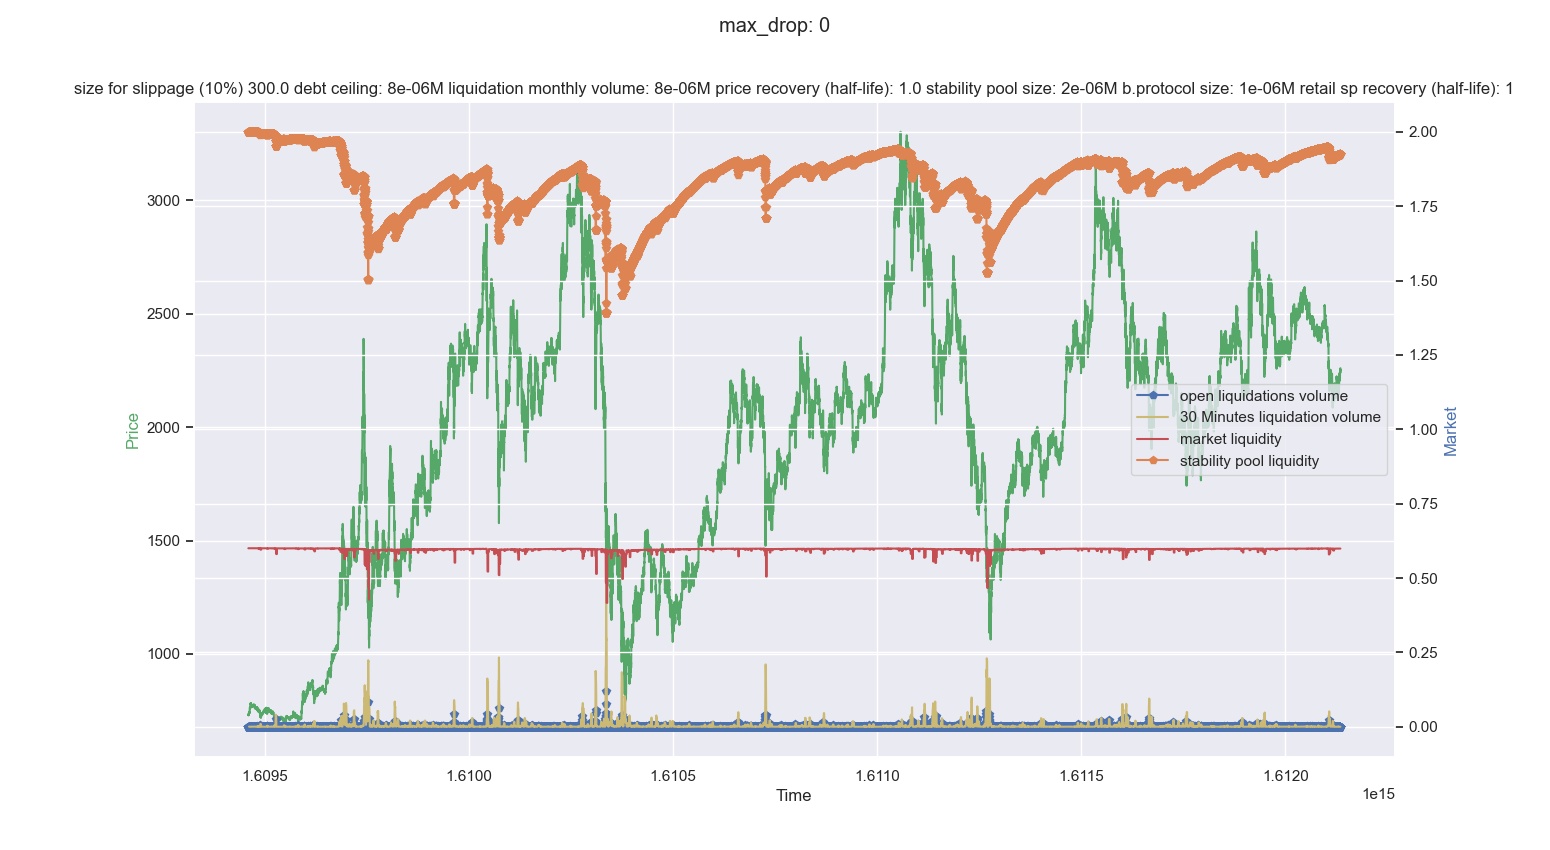 max_drop: 0
size for slippage (10%) 300.0 debt ceiling: 8e-06M liquidation monthly volume: 8e-06M price recovery (half-life): 1.0 stability pool size: 2e-06M b.protocol size: 1e-06M retail sp recovery (half-life): 1
3000
2500
2000
1500
1000
Price
2.00
1.75
1.50
1.25
1.00
0.75
0.50
0.25
0.00
Market
open liquidations volume
30 Minutes liquidation volume
market liquidity
stability pool liquidity
1.6095 1.6100 1.6105 1.6110 1.6115 1.6120
Time
1e15